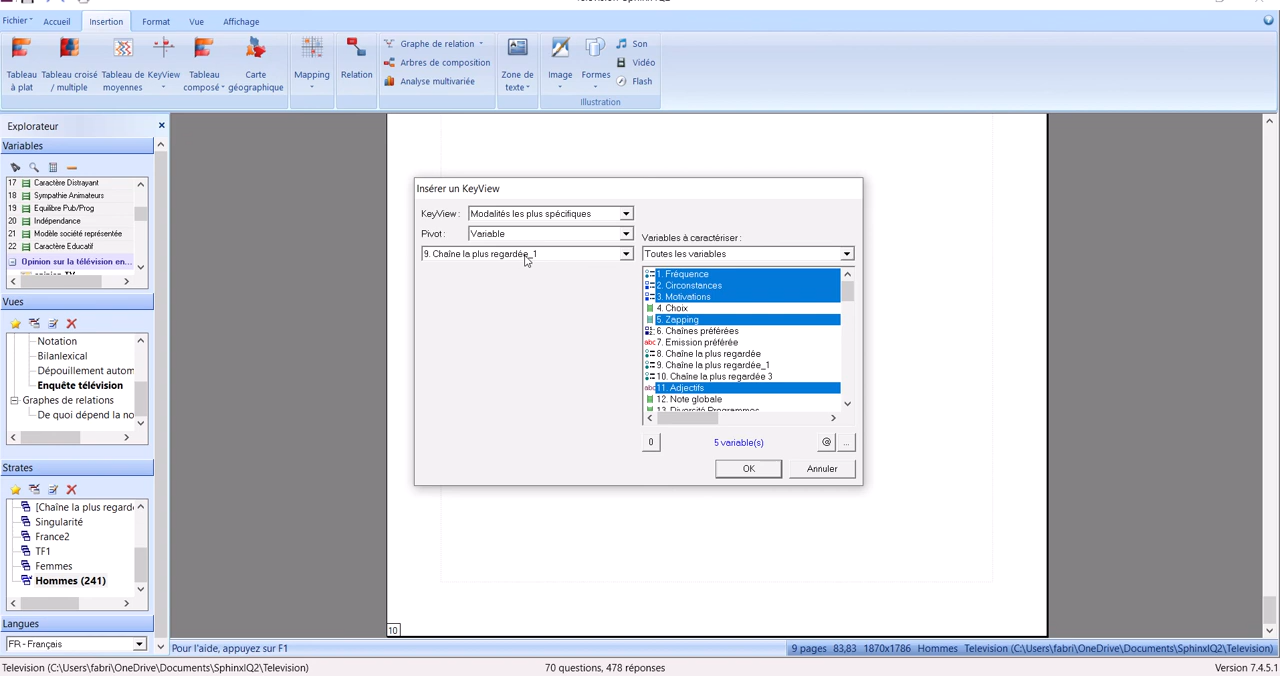 Fichier Accueil Insertion Format Vue Affichage
Tableau à plat
Tableau croisé / multiple
Tableau de moyennes
KeyView
Tableau composé
Carte géographique
Mapping
Relation
Graphe de relation
Arbres de composition
Analyse multivariée
Zone de texte
Image
Formes
Son
Vidéo
Flash
Illustration
Explorateur
Variables
17 Caractère Distrayant
18 Sympathie Animateurs
19 Equilibre Pub/Prog
20 Indépendance
21 Modèle société représentée
22 Caractère Educatif
Opinion sur la télévision en...
Vues
Notation
Bilanlexical
Dépouillement autom
Enquête télévision
Graphes de relations
De quoi dépend la no
Strates
[Chaîne la plus regard
Singularité
France2
TF1
Femmes
Hommes (241)
Langues
FR - Français
Insérer un KeyView
KeyView : Modalités les plus spécifiques
Pivot : Variable
9. Chaîne la plus regardée_1
Variables à caractériser :
Toutes les variables
1. Fréquence
2. Circonstances
3. Motivations
4. Choix
5. Zapping
6. Chaînes préférées
abc 7. Emission préférée
8. Chaîne la plus regardée
9. Chaîne la plus regardée_1
10. Chaîne la plus regardée 3
abc 11. Adjectifs
12. Note globale
13. Diversité Programmes
0 5 variable(s) @ ...
OK Annuler
10
Pour l'aide, appuyez sur F1
9 pages 83,83 1870x1786 Hommes Television (C:\Users\fabri\OneDrive\Documents\SphinxIQ2\Television)
Television (C:\Users\fabri\OneDrive\Documents\SphinxIQ2\Television) 70 questions, 478 réponses Version 7.4.5.1